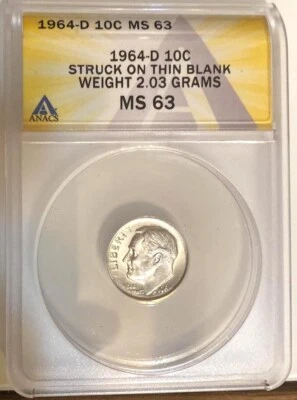 1964-D 10C MS 63
1964-D 10C
STRUCK ON THIN BLANK
WEIGHT 2.03 GRAMS
MS 63
ANACS
LIBERTY